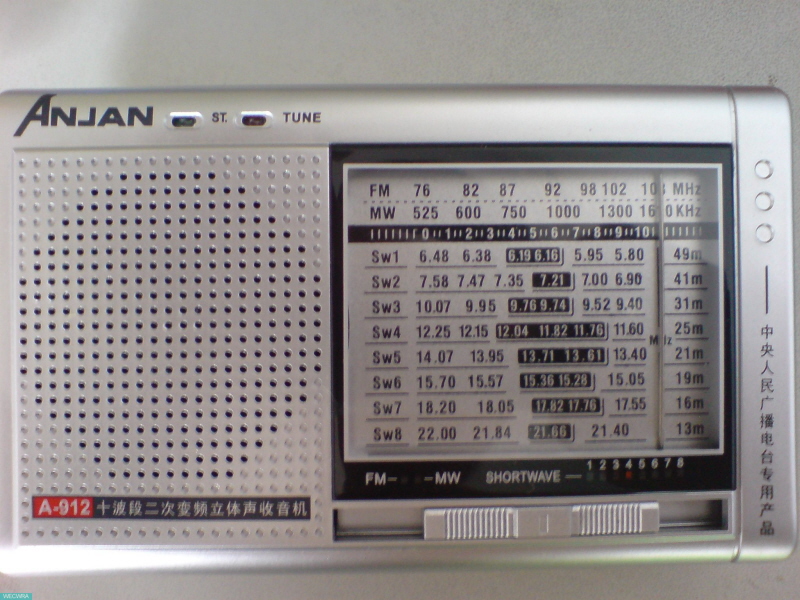 ANJAN ST. TUNE
FM 76 82 87 92 98 102 108 MHz
MW 525 600 750 1000 1300 1600KHz
0 1 2 3 4 5 6 7 8 9 10
Sw1 6.48 6.38 6.19 6.16 5.95 5.80 49m
Sw2 7.58 7.47 7.35 7.21 7.00 6.90 41m
Sw3 10.07 9.95 9.76 9.74 9.52 9.40 31m
Sw4 12.25 12.15 12.04 11.82 11.76 11.60 25m
MHz
Sw5 14.07 13.95 13.71 13.61 13.40 21m
Sw6 15.70 15.57 15.36 15.28 15.05 19m
Sw7 18.20 18.05 17.82 17.76 17.55 16m
Sw8 22.00 21.84 21.66 21.40 13m
FM MW SHORTWAVE 1 2 3 4 5 6 7 8
A-912 十波段二次变频立体声收音机
中央人民广播电台专用产品
WECWRA